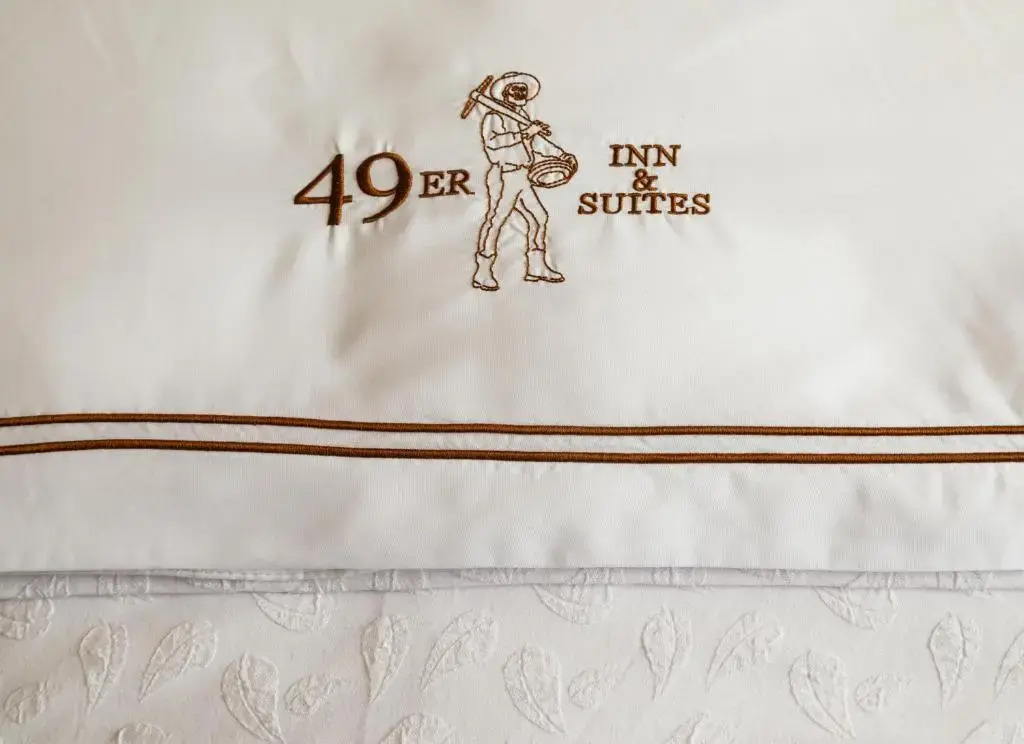 49ER
INN
&
SUITES